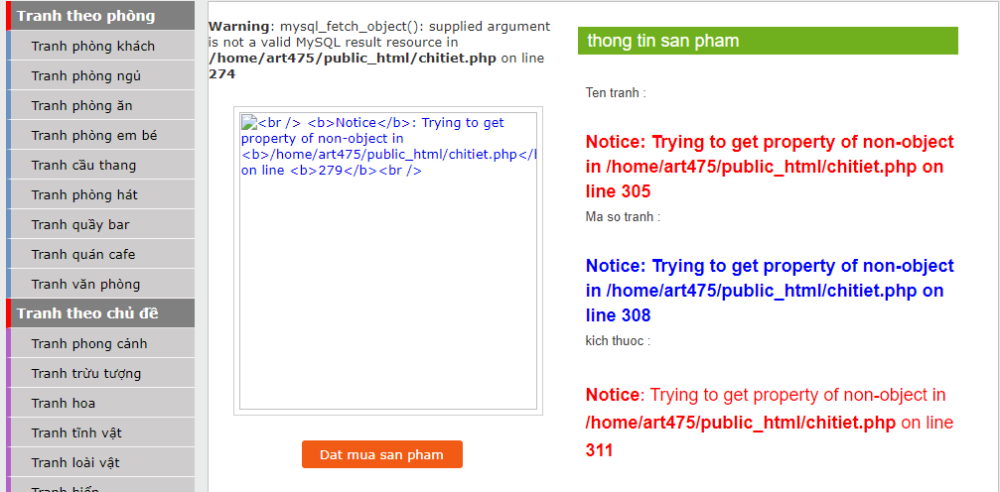 Tranh theo phòng
Tranh phòng khách
Tranh phòng ngủ
Tranh phòng ăn
Tranh phòng em bé
Tranh cầu thang
Tranh phòng hát
Tranh quầy bar
Tranh quán cafe
Tranh văn phòng
Tranh theo chủ đề
Tranh phong cảnh
Tranh trừu tượng
Tranh hoa
Tranh tĩnh vật
Tranh loài vật
Tranh biển
Warning: mysql_fetch_object(): supplied argument
is not a valid MySQL result resource in
/home/art475/public_html/chitiet.php on line
274
<br /> <b>Notice</b>: Trying to get
property of non-object in
<b>/home/art475/public_html/chitiet.php</b>
on line <b>279</b><br />
Dat mua san pham
thong tin san pham
Ten tranh :
Notice: Trying to get property of non-object
in /home/art475/public_html/chitiet.php on
line 305
Ma so tranh :
Notice: Trying to get property of non-object
in /home/art475/public_html/chitiet.php on
line 308
kich thuoc :
Notice: Trying to get property of non-object in
/home/art475/public_html/chitiet.php on line
311